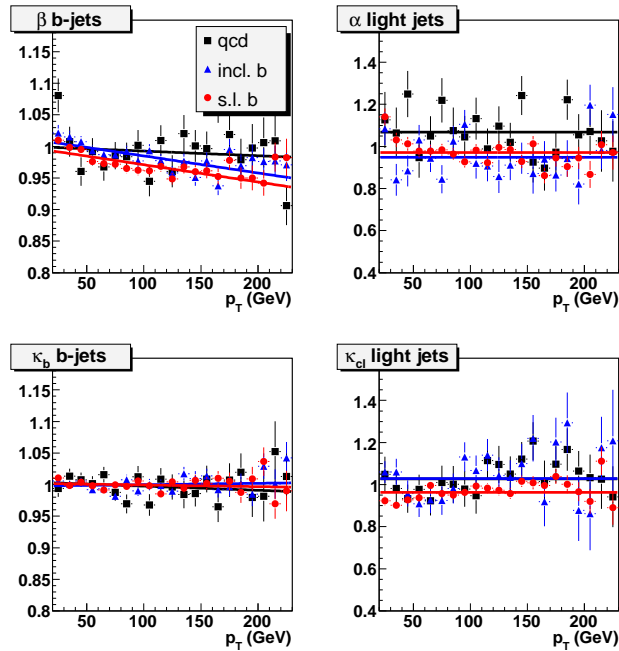 β b-jets
qcd
incl. b
s.l. b
1.15
1.1
1.05
1
0.95
0.9
0.85
0.8
50 100 150 200
p_T (GeV)
α light jets
1.4
1.2
1
0.8
0.6
0.4
50 100 150 200
p_T (GeV)
κ_b b-jets
1.15
1.1
1.05
1
0.95
0.9
0.85
0.8
50 100 150 200
p_T (GeV)
κ_cl light jets
1.4
1.2
1
0.8
0.6
0.4
50 100 150 200
p_T (GeV)